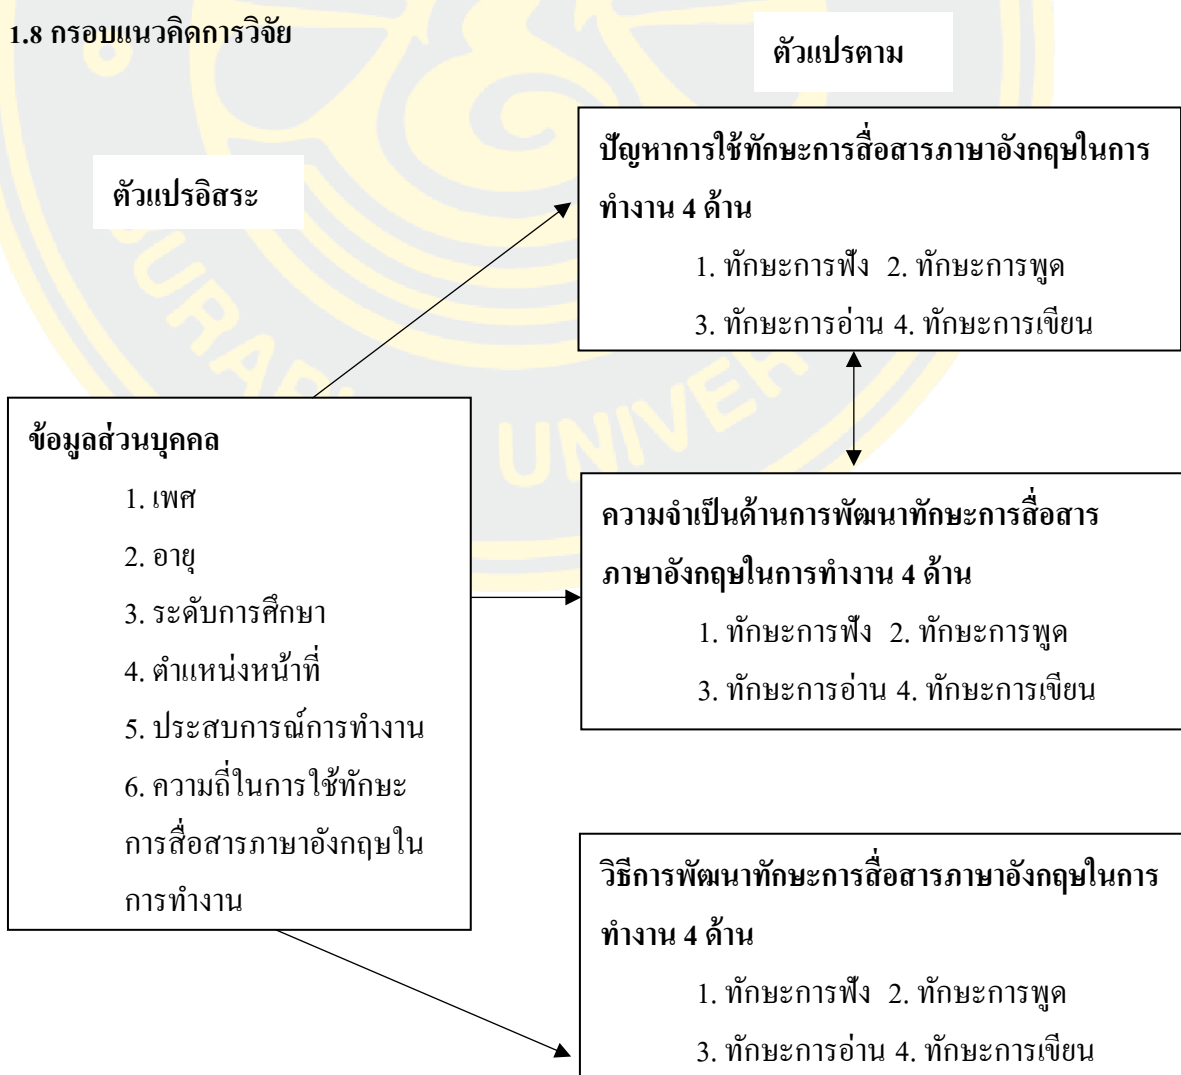 1.8 กรอบแนวคิดการวิจัย
ตัวแปรตาม
ตัวแปรอิสระ
ปัญหาการใช้ทักษะการสื่อสารภาษาอังกฤษในการ
ทำงาน 4 ด้าน
1. ทักษะการฟัง 2. ทักษะการพูด
3. ทักษะการอ่าน 4. ทักษะการเขียน
ข้อมูลส่วนบุคคล
1. เพศ
2. อายุ
3. ระดับการศึกษา
4. ตำแหน่งหน้าที่
5. ประสบการณ์การทำงาน
6. ความถี่ในการใช้ทักษะ
การสื่อสารภาษาอังกฤษใน
การทำงาน
ความจำเป็นด้านการพัฒนาทักษะการสื่อสาร
ภาษาอังกฤษในการทำงาน 4 ด้าน
1. ทักษะการฟัง 2. ทักษะการพูด
3. ทักษะการอ่าน 4. ทักษะการเขียน
วิธีการพัฒนาทักษะการสื่อสารภาษาอังกฤษในการ
ทำงาน 4 ด้าน
1. ทักษะการฟัง 2. ทักษะการพูด
3. ทักษะการอ่าน 4. ทักษะการเขียน
UNIVER